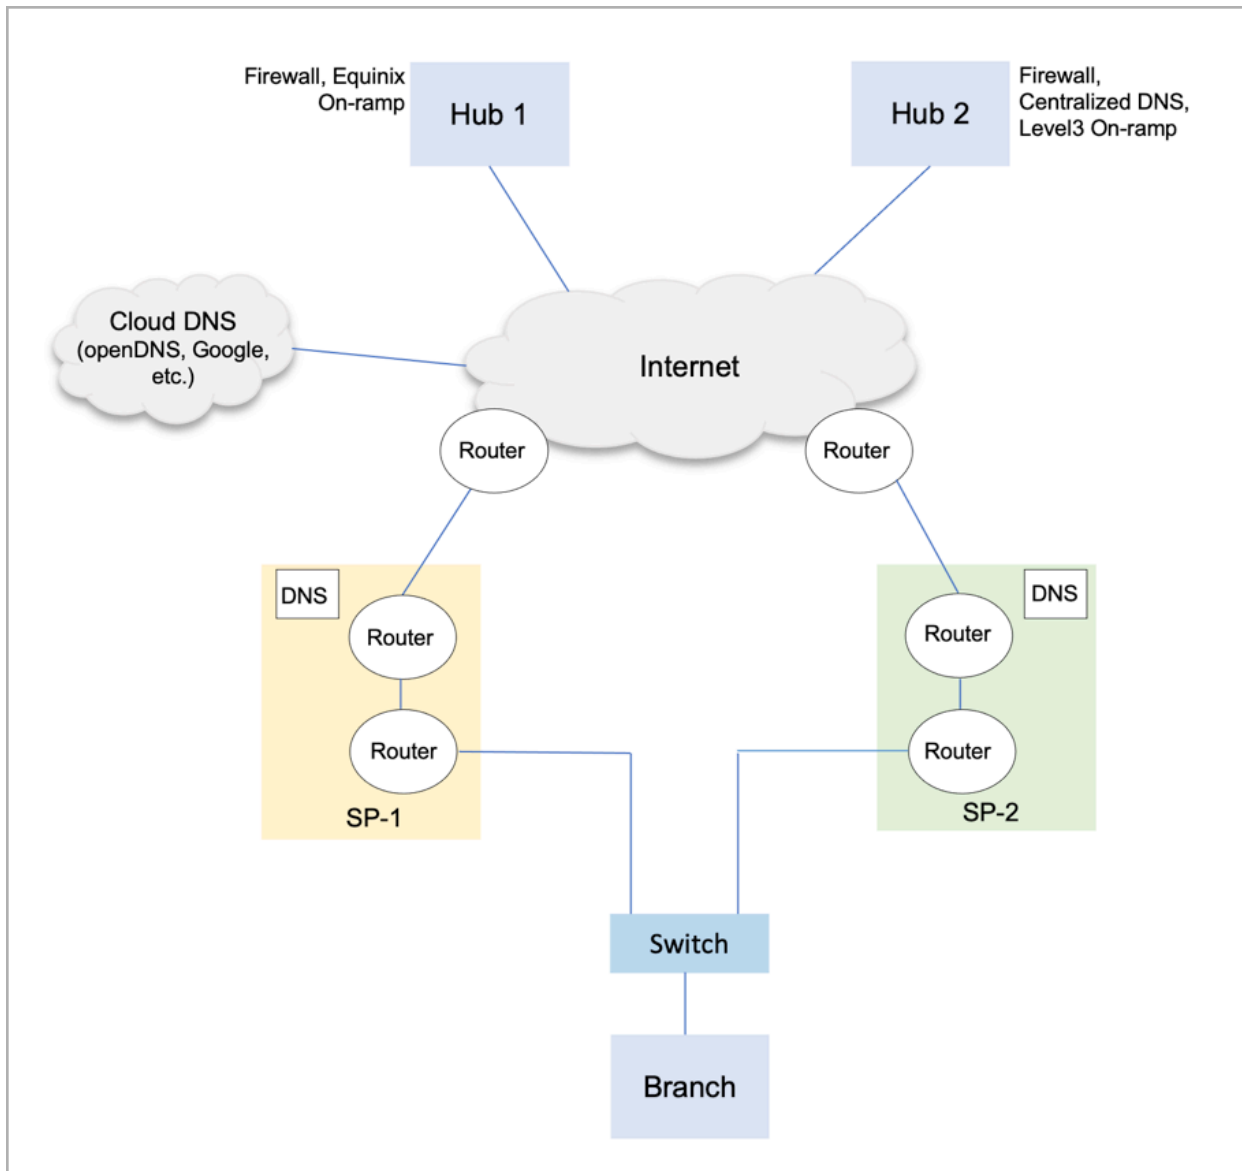 Firewall, Equinix
On-ramp
Hub 1
Hub 2
Firewall,
Centralized DNS,
Level3 On-ramp
Cloud DNS
(openDNS, Google,
etc.)
Internet
Router
Router
DNS
Router
Router
SP-1
DNS
Router
Router
SP-2
Switch
Branch